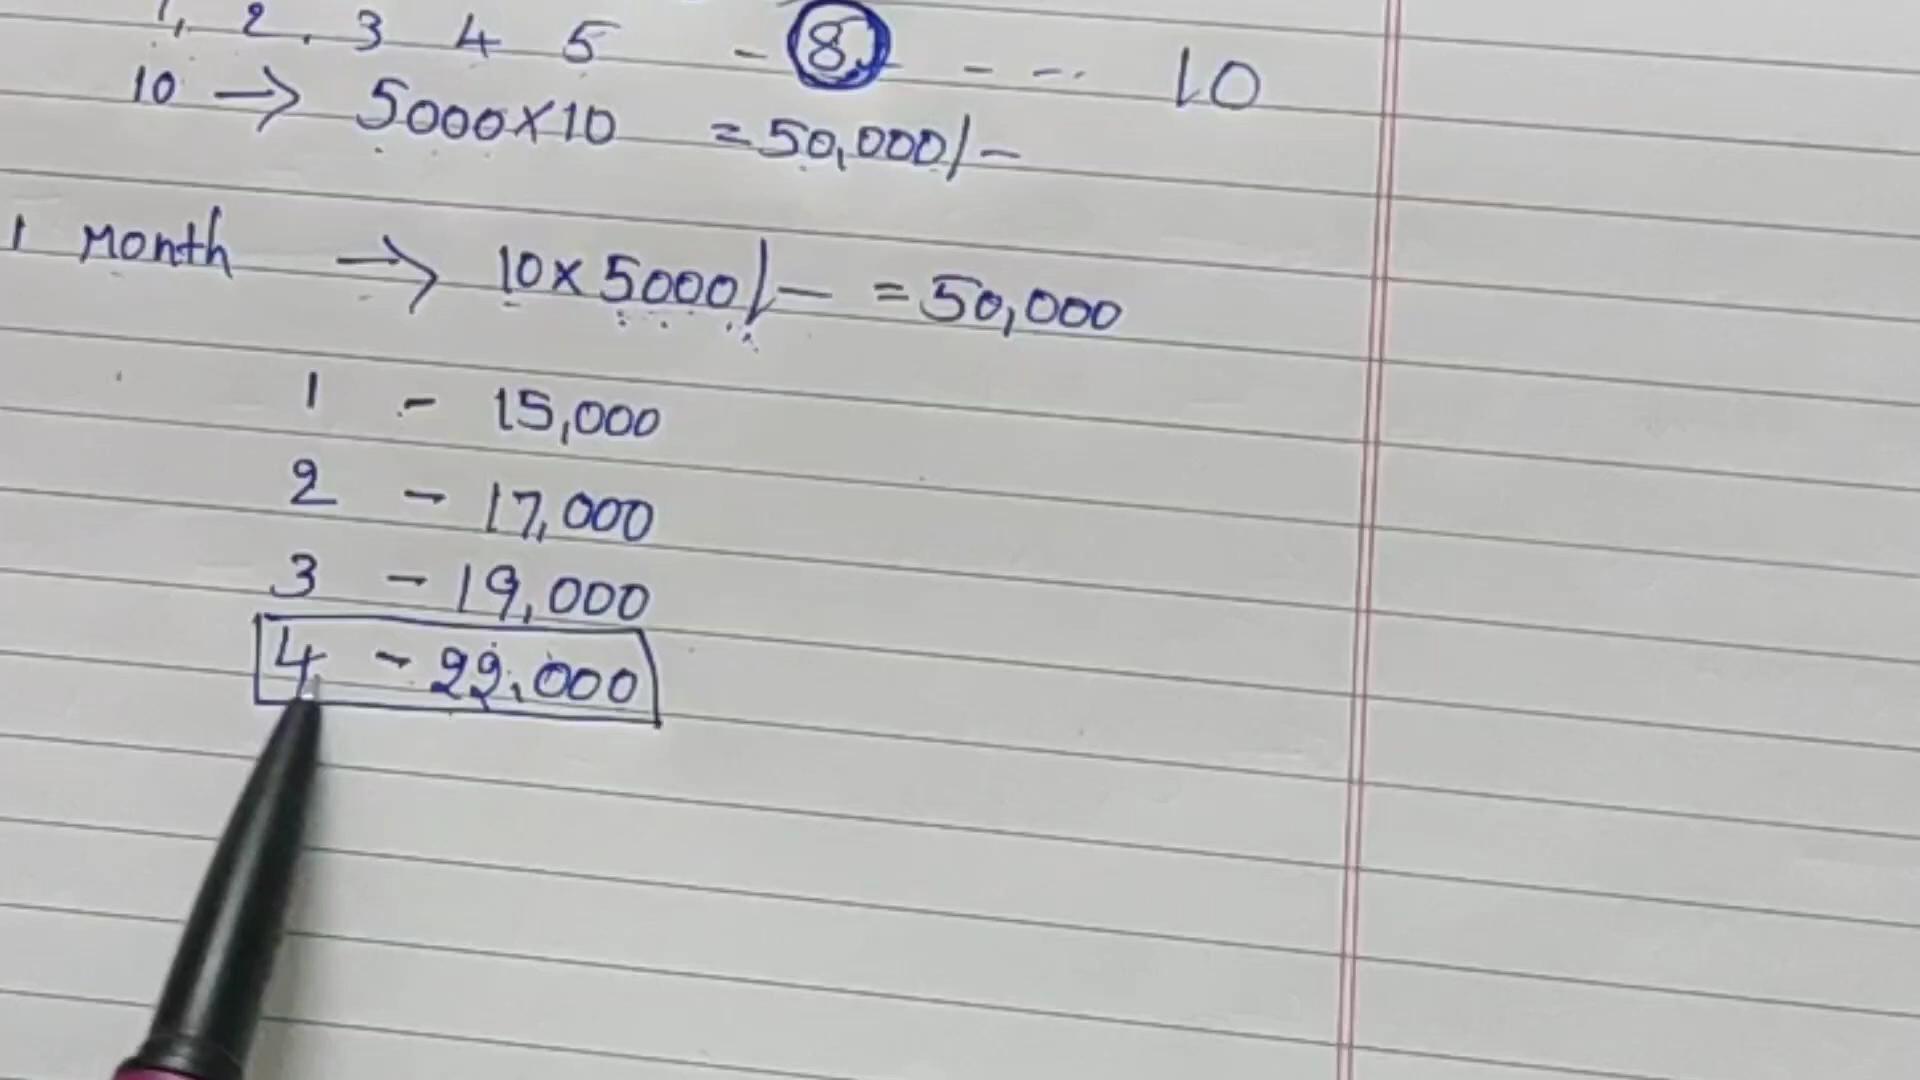 1, 2. 3 4 5 - 8. - -- 10
10 → 5000×10 =50,000/-
1 Month → 10×5000/- =50,000
1 - 15,000
2 - 17,000
3 - 19,000
4 - 22,000